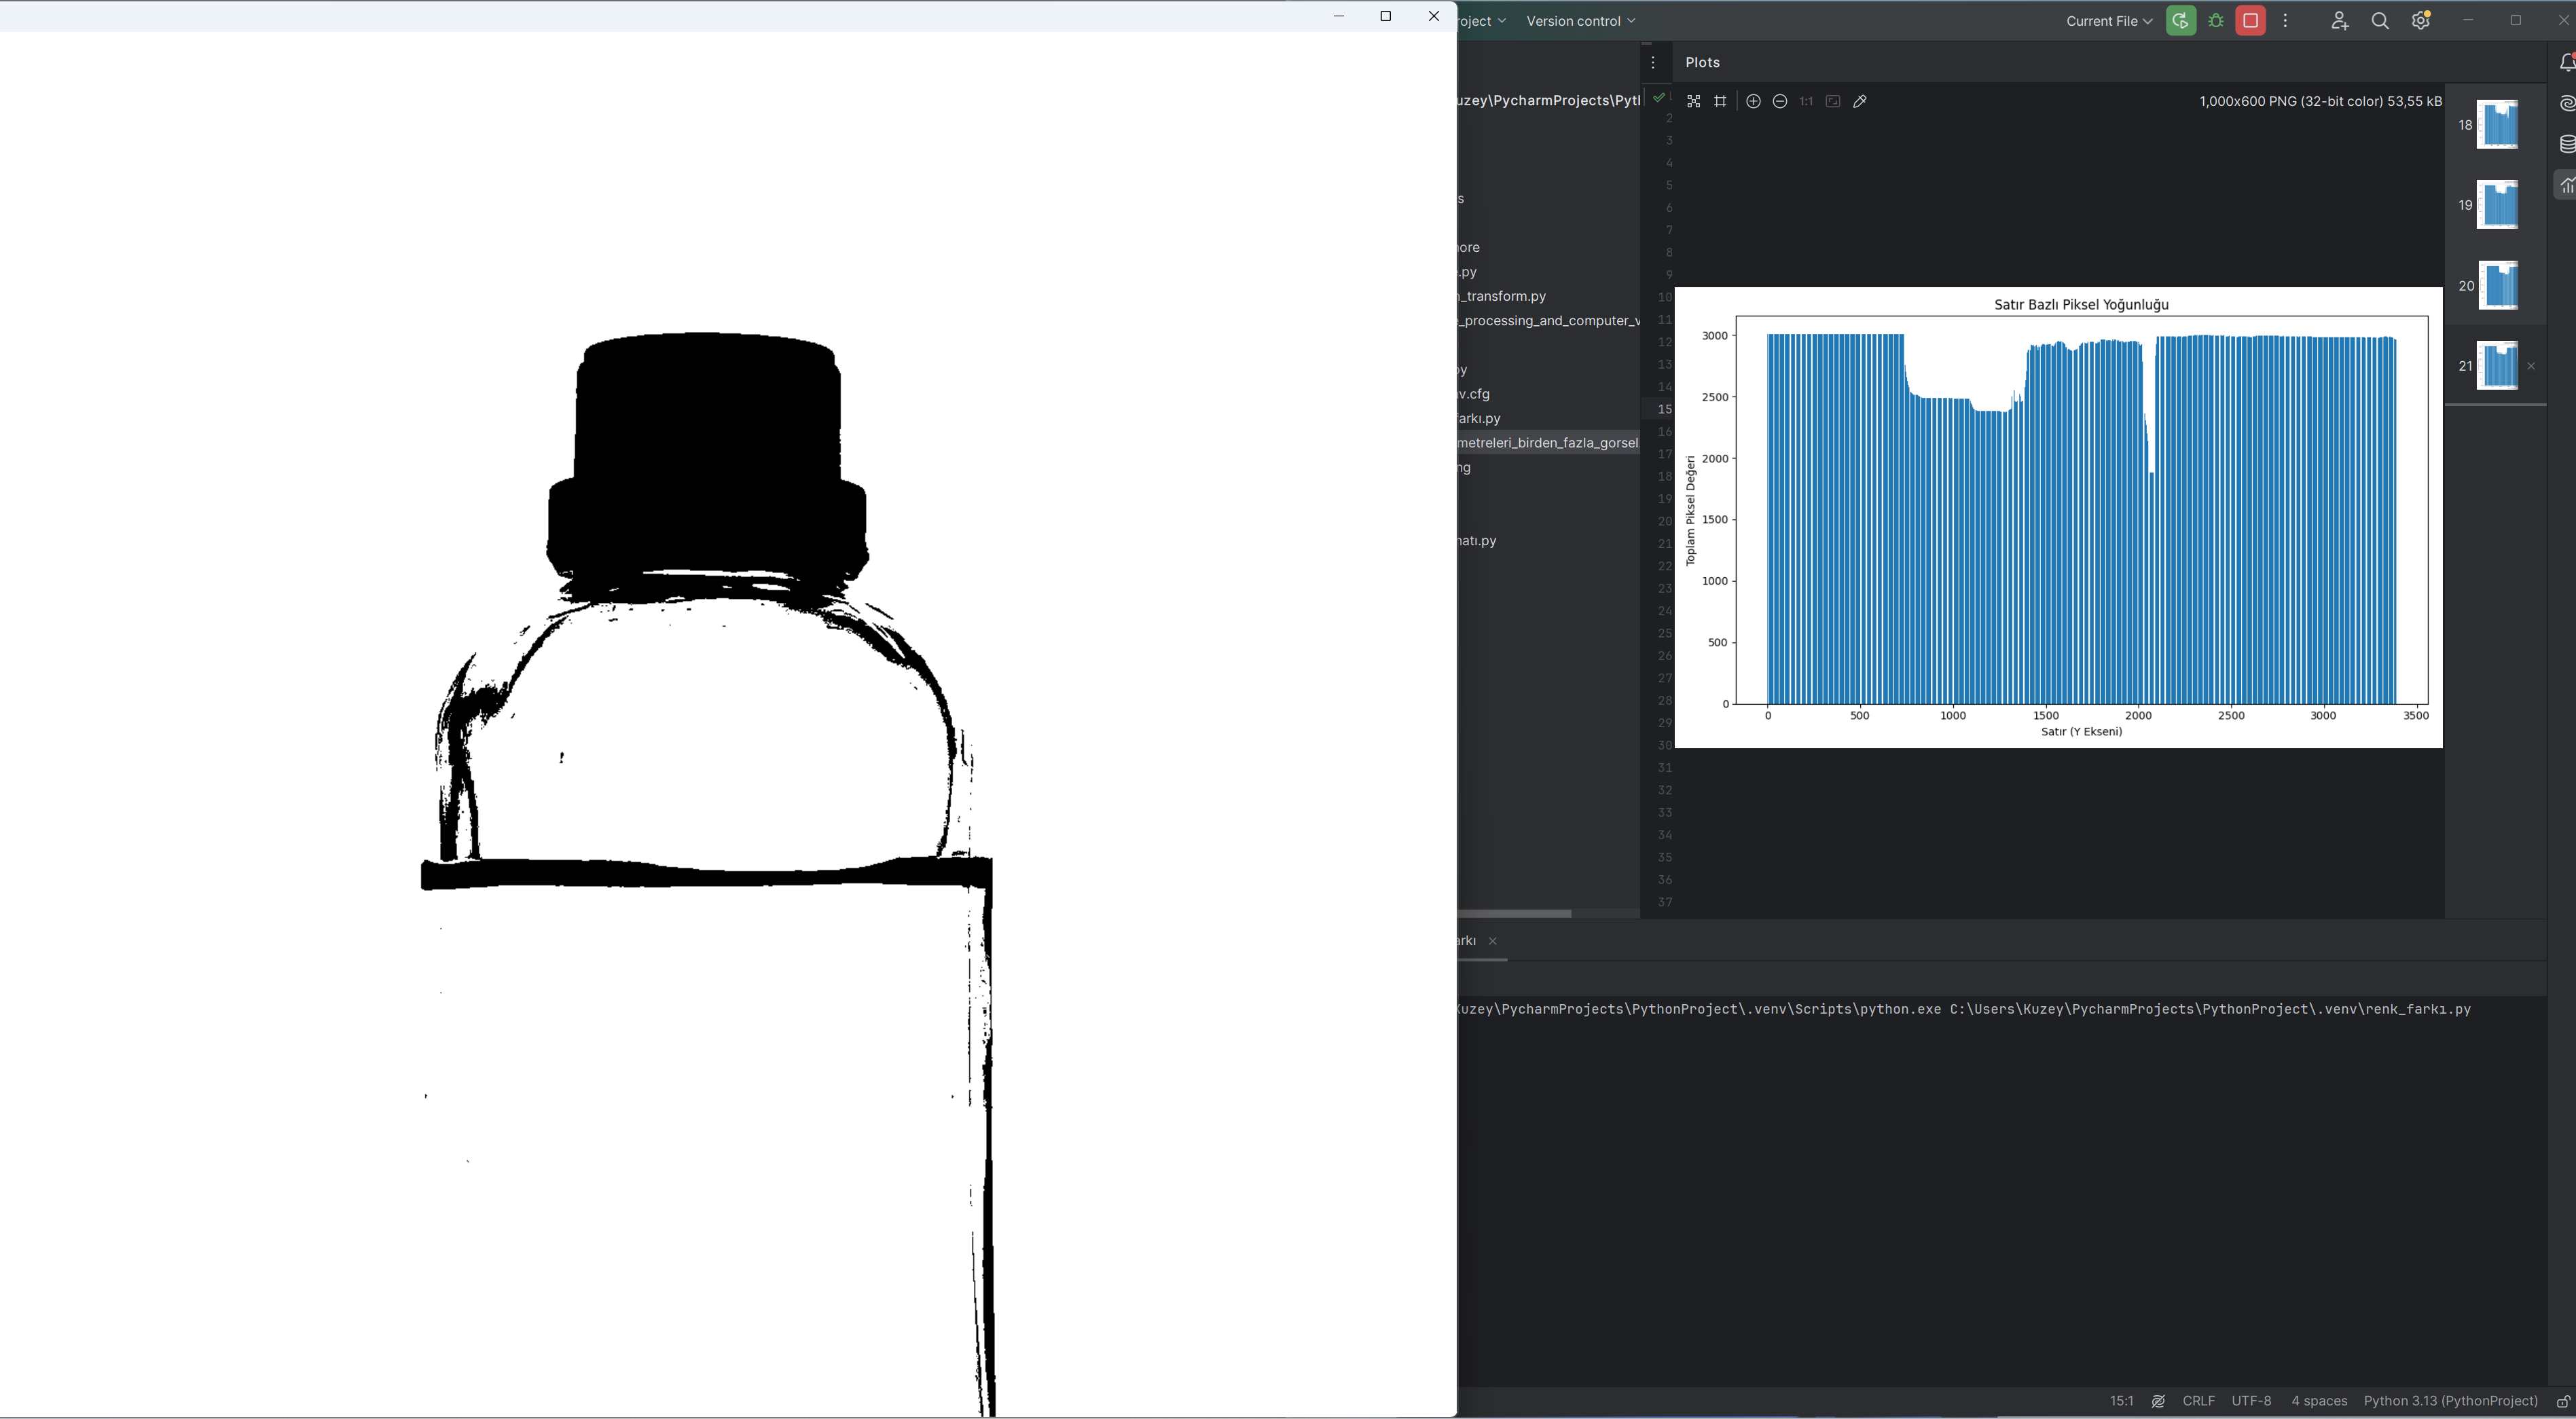 roject
Version control
Current File
Plots
uzey\PycharmProjects\Pyt
1:1
1,000x600 PNG (32-bit color) 53,55 kB
s
ore
.py
_transform.py
_processing_and_computer_v
py
v.cfg
farkı.py
metreleri_birden_fazla_gorsel.
ng
natı.py
2
3
4
5
6
7
8
9
10
11
12
13
14
15
16
17
18
19
20
21
22
23
24
25
26
27
28
29
30
31
32
33
34
35
36
37
Satır Bazlı Piksel Yoğunluğu
Toplam Piksel Değeri
3000
2500
2000
1500
1000
500
0
0 500 1000 1500 2000 2500 3000 3500
Satır (Y Ekseni)
18
19
20
21
arkı
Kuzey\PycharmProjects\PythonProject\.venv\Scripts\python.exe C:\Users\Kuzey\PycharmProjects\PythonProject\.venv\renk_farkı.py
15:1 CRLF UTF-8 4 spaces Python 3.13 (PythonProject)